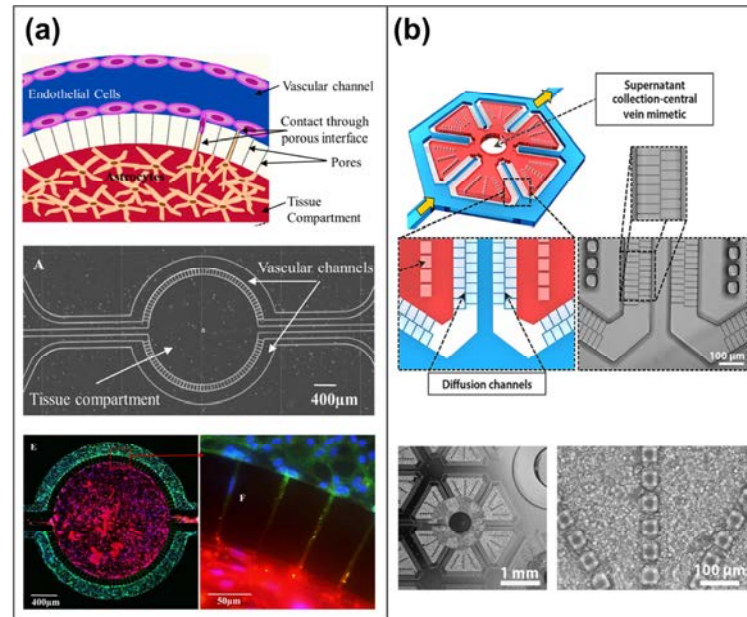 (a)
Endothelial Cells
Vascular channel
Contact through
porous interface
Pores
Astrocytes
Tissue
Compartment
A
Vascular channels
Tissue compartment
400µm
E
400µm
F
50µm
(b)
Supernatant
collection-central
vein mimetic
Diffusion channels
100 µm
1 mm
100 µm